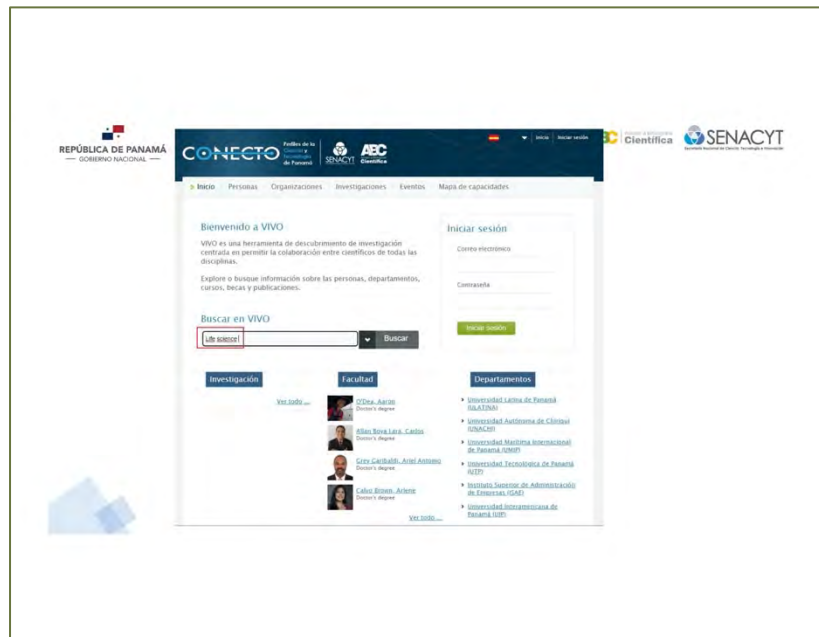 REPÚBLICA DE PANAMÁ
— GOBIERNO NACIONAL —
CONECTO
Perfiles de la
Ciencia y
Tecnología
de Panamá
SENACYT
ABC
Científica
Inicio
Iniciar sesión
Científica
SENACYT
Inicio Personas Organizaciones Investigaciones Eventos Mapa de capacidades
Bienvenido a VIVO
VIVO es una herramienta de descubrimiento de investigación
centrada en permitir la colaboración entre científicos de todas las
disciplinas.
Explore o busque información sobre las personas, departamentos,
cursos, becas y publicaciones.
Iniciar sesión
Correo electrónico
Contraseña
Iniciar sesión
Buscar en VIVO
Life science
Buscar
Investigación
Ver todo ...
Facultad
O'Dea, Aaron
Doctor's degree
Allan Boya Lara, Carlos
Doctor's degree
Grey Garibaldi, Ariel Antonio
Doctor's degree
Calvo Brown, Arlene
Doctor's degree
Ver todo ...
Departamentos
Universidad Latina de Panamá
(ULATINA)
Universidad Autónoma de Chiriquí
(UNACHI)
Universidad Marítima Internacional
de Panamá (UMIP)
Universidad Tecnológica de Panamá
(UTP)
Instituto Superior de Administración
de Empresas (GAE)
Universidad Interamericana de
Panamá (UIP)